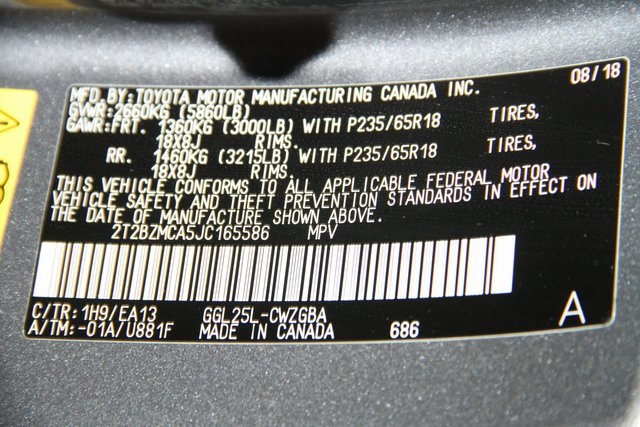 08/18
MFD. BY: TOYOTA MOTOR MANUFACTURING CANADA INC.
GVWR: 2660KG (5860LB)
GAWR: FRT. 1360KG (3000LB) WITH P235/65R18 TIRES,
18X8J RIMS.
RR. 1460KG (3215LB) WITH P235/65R18 TIRES,
18X8J RIMS.
THIS VEHICLE CONFORMS TO ALL APPLICABLE FEDERAL MOTOR
VEHICLE SAFETY AND THEFT PREVENTION STANDARDS IN EFFECT ON
THE DATE OF MANUFACTURE SHOWN ABOVE.
2T2BZMCA5JC165586 MPV
C/TR: 1H9/EA13 GGL25L-CWZGBA
A/TM: -01A/U881F MADE IN CANADA 686 A